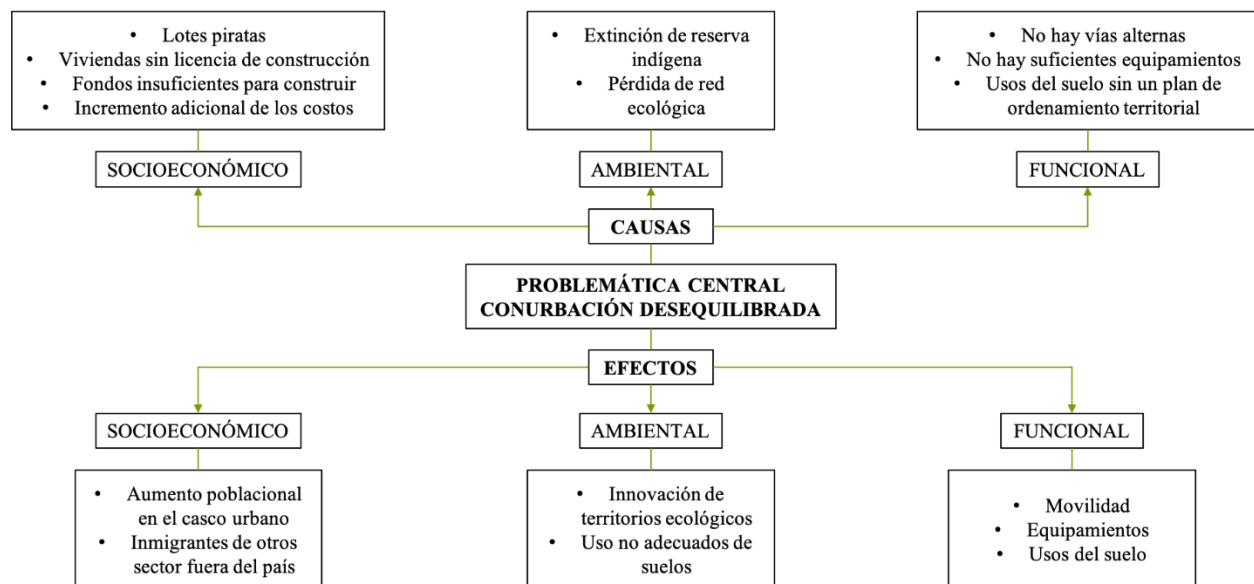 • Lotes piratas
• Viviendas sin licencia de construcción
• Fondos insuficientes para construir
• Incremento adicional de los costos
• Extinción de reserva
indígena
• Pérdida de red
ecológica
• No hay vías alternas
• No hay suficientes equipamientos
• Usos del suelo sin un plan de
ordenamiento territorial
SOCIOECONÓMICO
AMBIENTAL
FUNCIONAL
CAUSAS
PROBLEMÁTICA CENTRAL
CONURBACIÓN DESEQUILIBRADA
EFECTOS
SOCIOECONÓMICO
AMBIENTAL
FUNCIONAL
• Aumento poblacional
en el casco urbano
• Inmigrantes de otros
sector fuera del país
• Innovación de
territorios ecológicos
• Uso no adecuados de
suelos
• Movilidad
• Equipamientos
• Usos del suelo